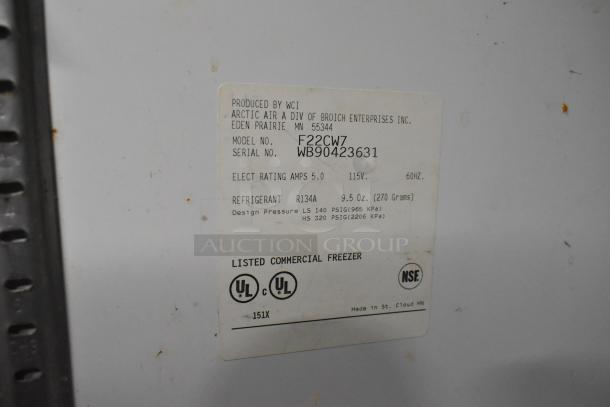 PRODUCED BY WCI
ARCTIC AIR A DIV OF BROICH ENTERPRISES INC.
EDEN PRAIRIE MN 55344
MODEL NO. F22CW7
SERIAL NO. WB90423631
ELECT RATING AMPS 5.0 115V. 60HZ.
REFRIGERANT R134A 9.5 Oz. (270 Grams)
Design Pressure LS 140 PSIG(965 KPa)
HS 320 PSIG(2206 KPa)
AUCTION GROUP
LISTED COMMERCIAL FREEZER
UL c UL NSE
151X Made in St. Cloud MN